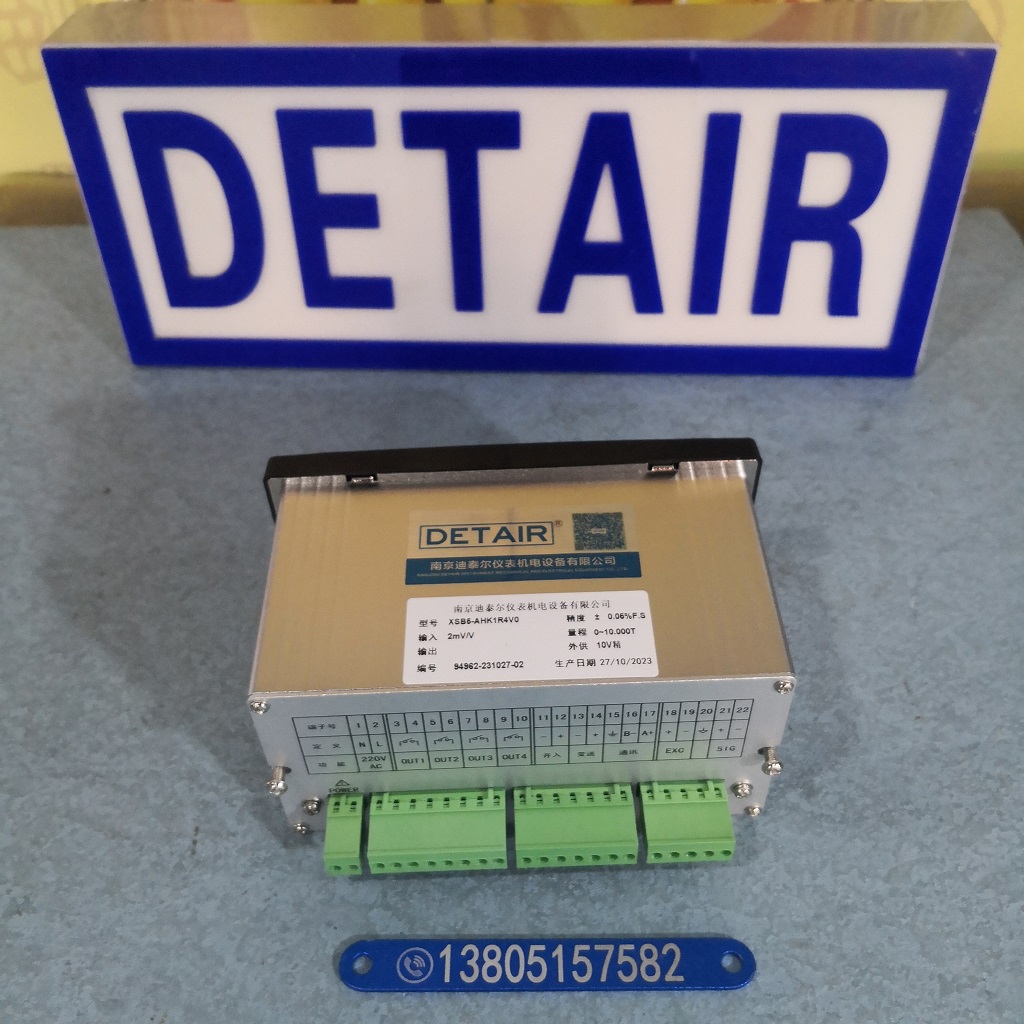 DETAIR
DETAIR®
南京迪泰尔仪表机电设备有限公司
南京迪泰尔仪表机电设备有限公司
型号 XSB5-AHK1R4V0 精度 ± 0.05%F.S
输入 2mV/V 量程 0~10.000T
输出 外供 10V
编号 94962-231027-02 生产日期 27/10/2023
端子号 1 2 3 4 5 6 7 8 9 10 11 12 13 14 15 16 17 18 19 20 21 22
定义 N L - + - + B- A+ + - + -
功能 220V AC OUT1 OUT2 OUT3 OUT4 开入 变送 通讯 EXC SIG
POWER
13805157582